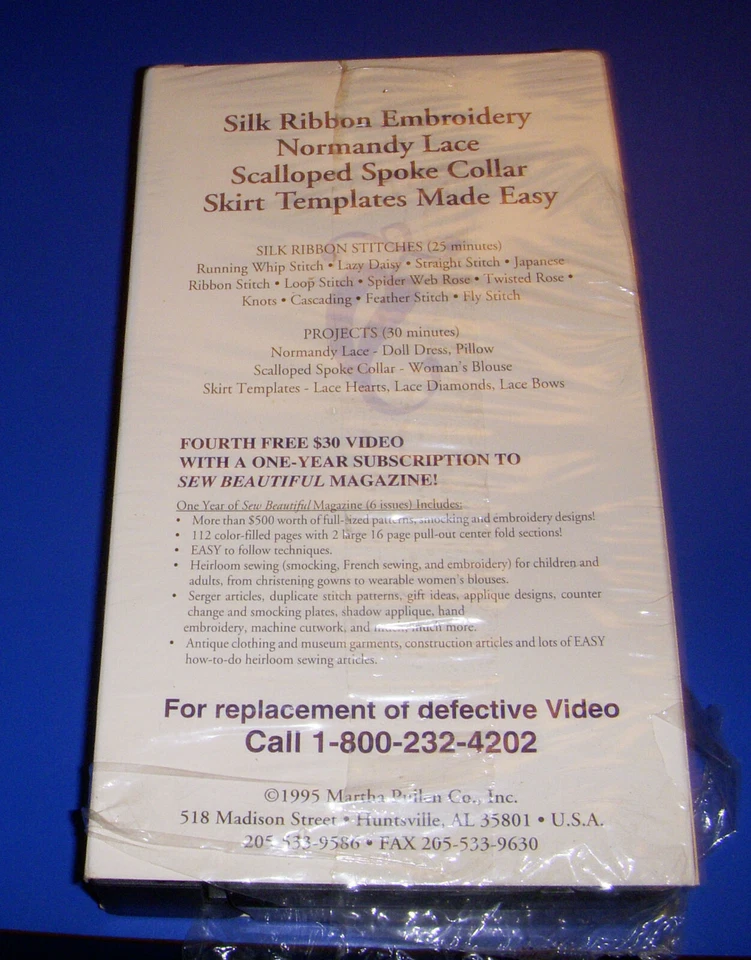 Silk Ribbon Embroidery
Normandy Lace
Scalloped Spoke Collar
Skirt Templates Made Easy
SILK RIBBON STITCHES (25 minutes)
Running Whip Stitch • Lazy Daisy • Straight Stitch • Japanese
Ribbon Stitch • Loop Stitch • Spider Web Rose • Twisted Rose •
Knots • Cascading • Feather Stitch • Fly Stitch
PROJECTS (30 minutes)
Normandy Lace - Doll Dress, Pillow
Scalloped Spoke Collar - Woman's Blouse
Skirt Templates - Lace Hearts, Lace Diamonds, Lace Bows
FOURTH FREE $30 VIDEO
WITH A ONE-YEAR SUBSCRIPTION TO
SEW BEAUTIFUL MAGAZINE!
One Year of Sew Beautiful Magazine (6 issues) Includes:
• More than $500 worth of full-sized patterns, smocking and embroidery designs!
• 112 color-filled pages with 2 large 16 page pull-out center fold sections!
• EASY to follow techniques.
• Heirloom sewing (smocking, French sewing, and embroidery) for children and
adults, from christening gowns to wearable women's blouses.
• Serger articles, duplicate stitch patterns, gift ideas, applique designs, counter
change and smocking plates, shadow applique, hand
embroidery, machine cutwork, and much, much more.
• Antique clothing and museum garments, construction articles and lots of EASY
how-to-do heirloom sewing articles.
For replacement of defective Video
Call 1-800-232-4202
©1995 Martha Pullen Co., Inc.
518 Madison Street • Huntsville, AL 35801 • U.S.A.
205-533-9586 • FAX 205-533-9630